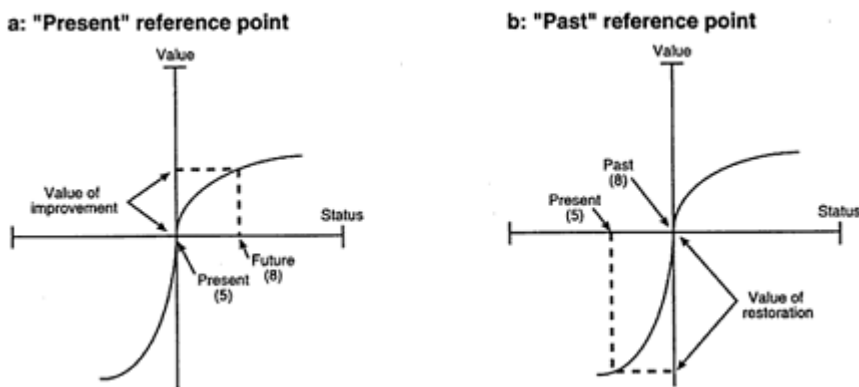 a: "Present" reference point
Value
Value of
improvement
Status
Present
(5)
Future
(8)
b: "Past" reference point
Value
Past
(8)
Present
(5)
Status
Value of
restoration